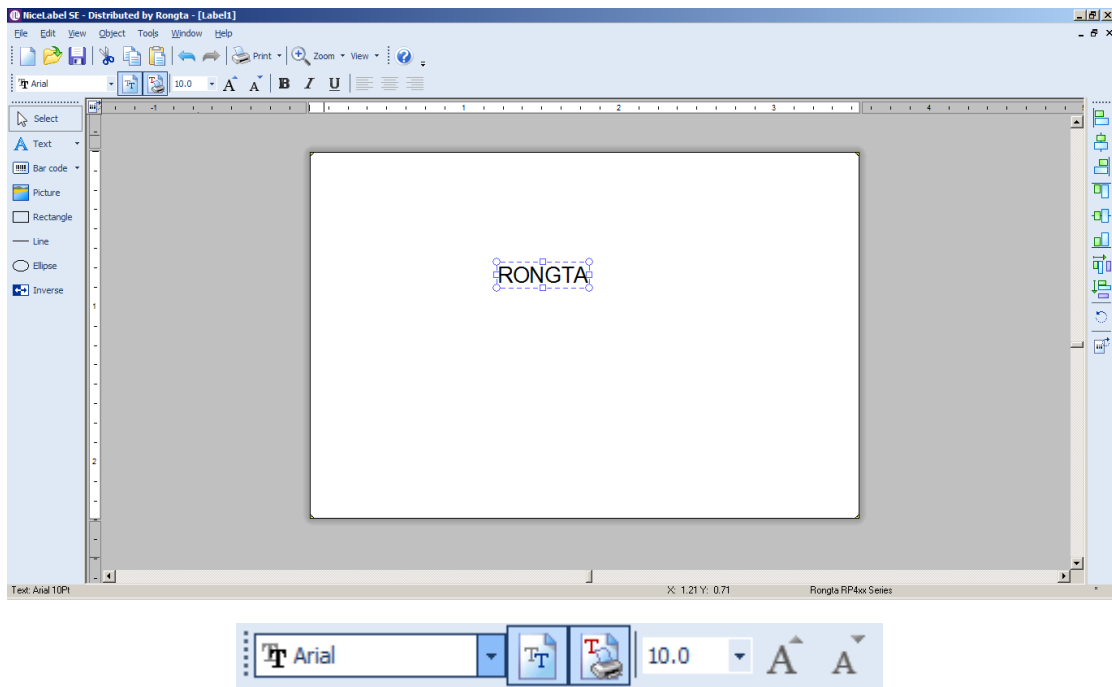 NiceLabel SE - Distributed by Rongta - [Label1]
File Edit View Object Tools Window Help
Print Zoom View
Arial 10.0 A A B I U
-1 1 2 3 4
Select
Text
Bar code
Picture
Rectangle
Line
Ellipse
Inverse
1
2
RONGTA
Text: Arial 10Pt X: 1.21 Y: 0.71 Rongta RP4xx Series *
Arial 10.0 A A